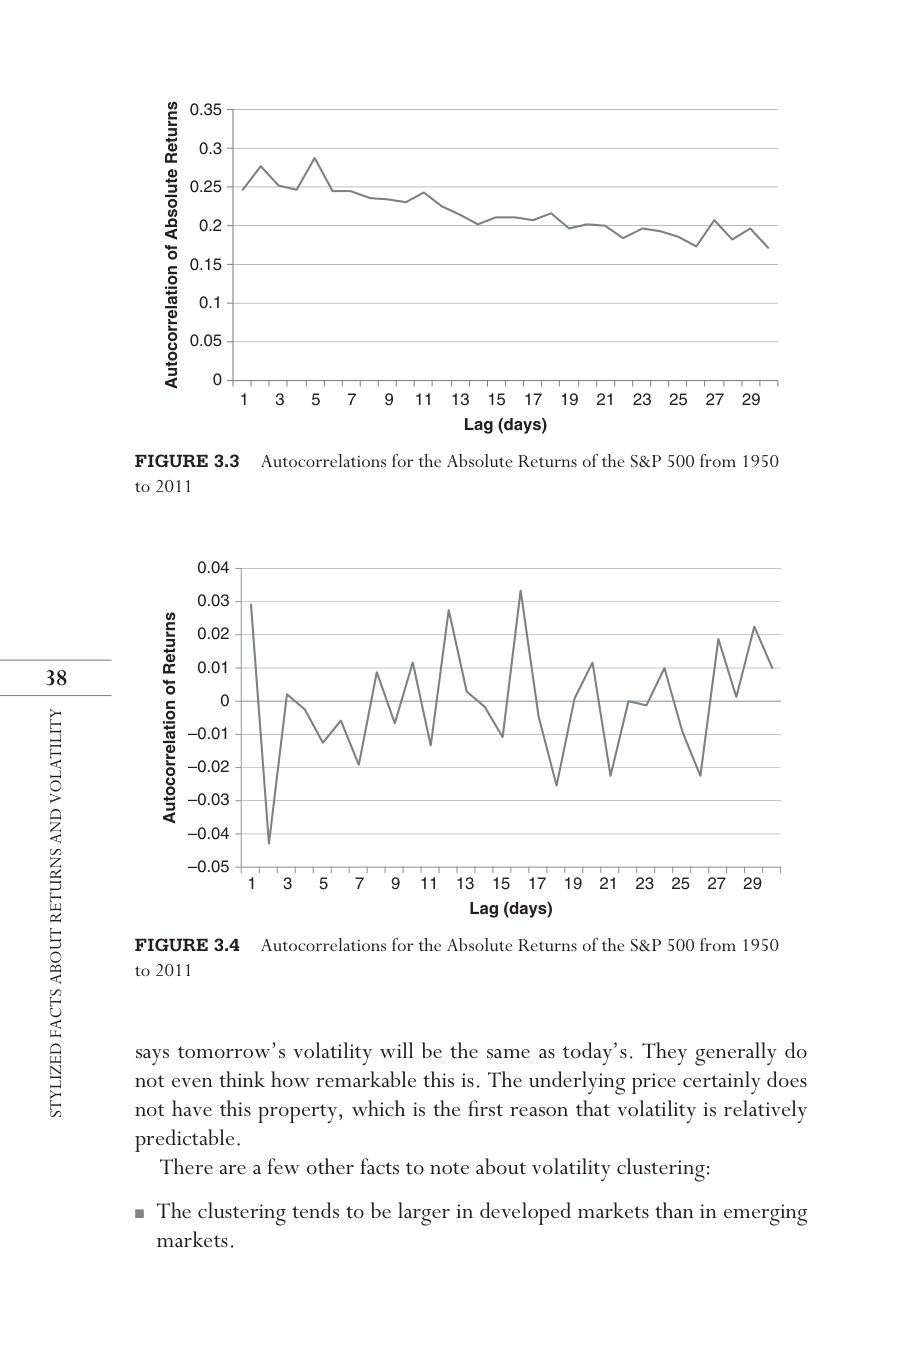 Autocorrelation of Absolute Returns
0.35
0.3
0.25
0.2
0.15
0.1
0.05
0
1 3 5 7 9 11 13 15 17 19 21 23 25 27 29
Lag (days)
FIGURE 3.3 Autocorrelations for the Absolute Returns of the S&P 500 from 1950
to 2011
Autocorrelation of Returns
0.04
0.03
0.02
0.01
0
–0.01
–0.02
–0.03
–0.04
–0.05
1 3 5 7 9 11 13 15 17 19 21 23 25 27 29
Lag (days)
FIGURE 3.4 Autocorrelations for the Absolute Returns of the S&P 500 from 1950
to 2011
38
STYLIZED FACTS ABOUT RETURNS AND VOLATILITY
says tomorrow’s volatility will be the same as today’s. They generally do
not even think how remarkable this is. The underlying price certainly does
not have this property, which is the first reason that volatility is relatively
predictable.
There are a few other facts to note about volatility clustering:
■ The clustering tends to be larger in developed markets than in emerging
markets.